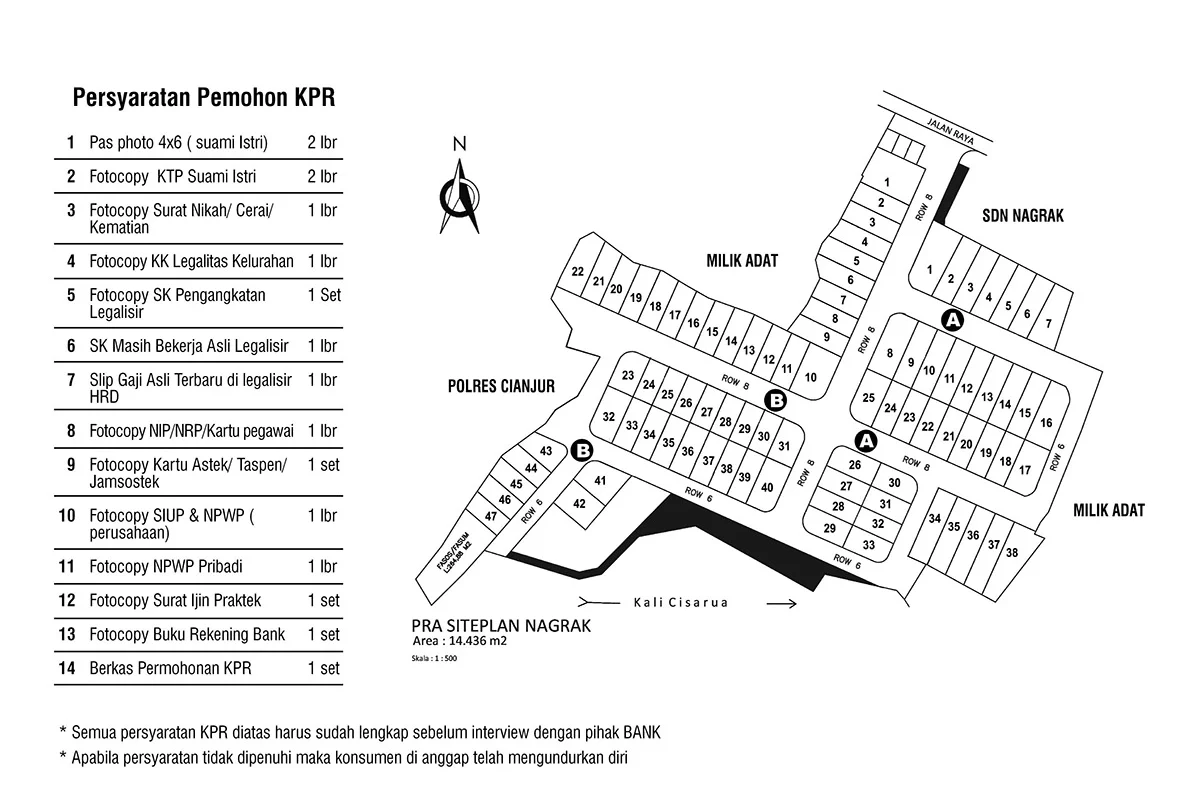 Persyaratan Pemohon KPR
1 Pas photo 4x6 ( suami Istri) 2 lbr
2 Fotocopy KTP Suami Istri 2 lbr
3 Fotocopy Surat Nikah/ Cerai/ 1 lbr
Kematian
4 Fotocopy KK Legalitas Kelurahan 1 lbr
5 Fotocopy SK Pengangkatan 1 Set
Legalisir
6 SK Masih Bekerja Asli Legalisir 1 lbr
7 Slip Gaji Asli Terbaru di legalisir 1 lbr
HRD
8 Fotocopy NIP/NRP/Kartu pegawai 1 lbr
9 Fotocopy Kartu Astek/ Taspen/ 1 set
Jamsostek
10 Fotocopy SIUP & NPWP ( 1 lbr
perusahaan)
11 Fotocopy NPWP Pribadi 1 lbr
12 Fotocopy Surat Ijin Praktek 1 set
13 Fotocopy Buku Rekening Bank 1 set
14 Berkas Permohonan KPR 1 set
* Semua persyaratan KPR diatas harus sudah lengkap sebelum interview dengan pihak BANK
* Apabila persyaratan tidak dipenuhi maka konsumen di anggap telah mengundurkan diri
N
JALAN RAYA
SDN NAGRAK
MILIK ADAT
POLRES CIANJUR
MILIK ADAT
ROW 8
1
2
3
4
5
6
7
8
9
10
11
12
13
14
15
16
17
18
19
20
21
22
ROW 8
B
23 24 25 26 27 28 29 30 31
32 33 34 35 36 37 38 39 40
B
ROW 6
41
42
43
44
45
46
47
ROW 6
FASOS/FASUM
L:264,88 M2
1 2 3 4 5 6 7
A
ROW 8
8 9 10 11 12 13 14 15 16
25 24 23 22 21 20 19 18 17
ROW 6
A
ROW 8
ROW 8
26 30
27 31
28 32
29 33
ROW 6
34 35 36 37 38
Kali Cisarua
PRA SITEPLAN NAGRAK
Area : 14.436 m2
Skala : 1 : 500